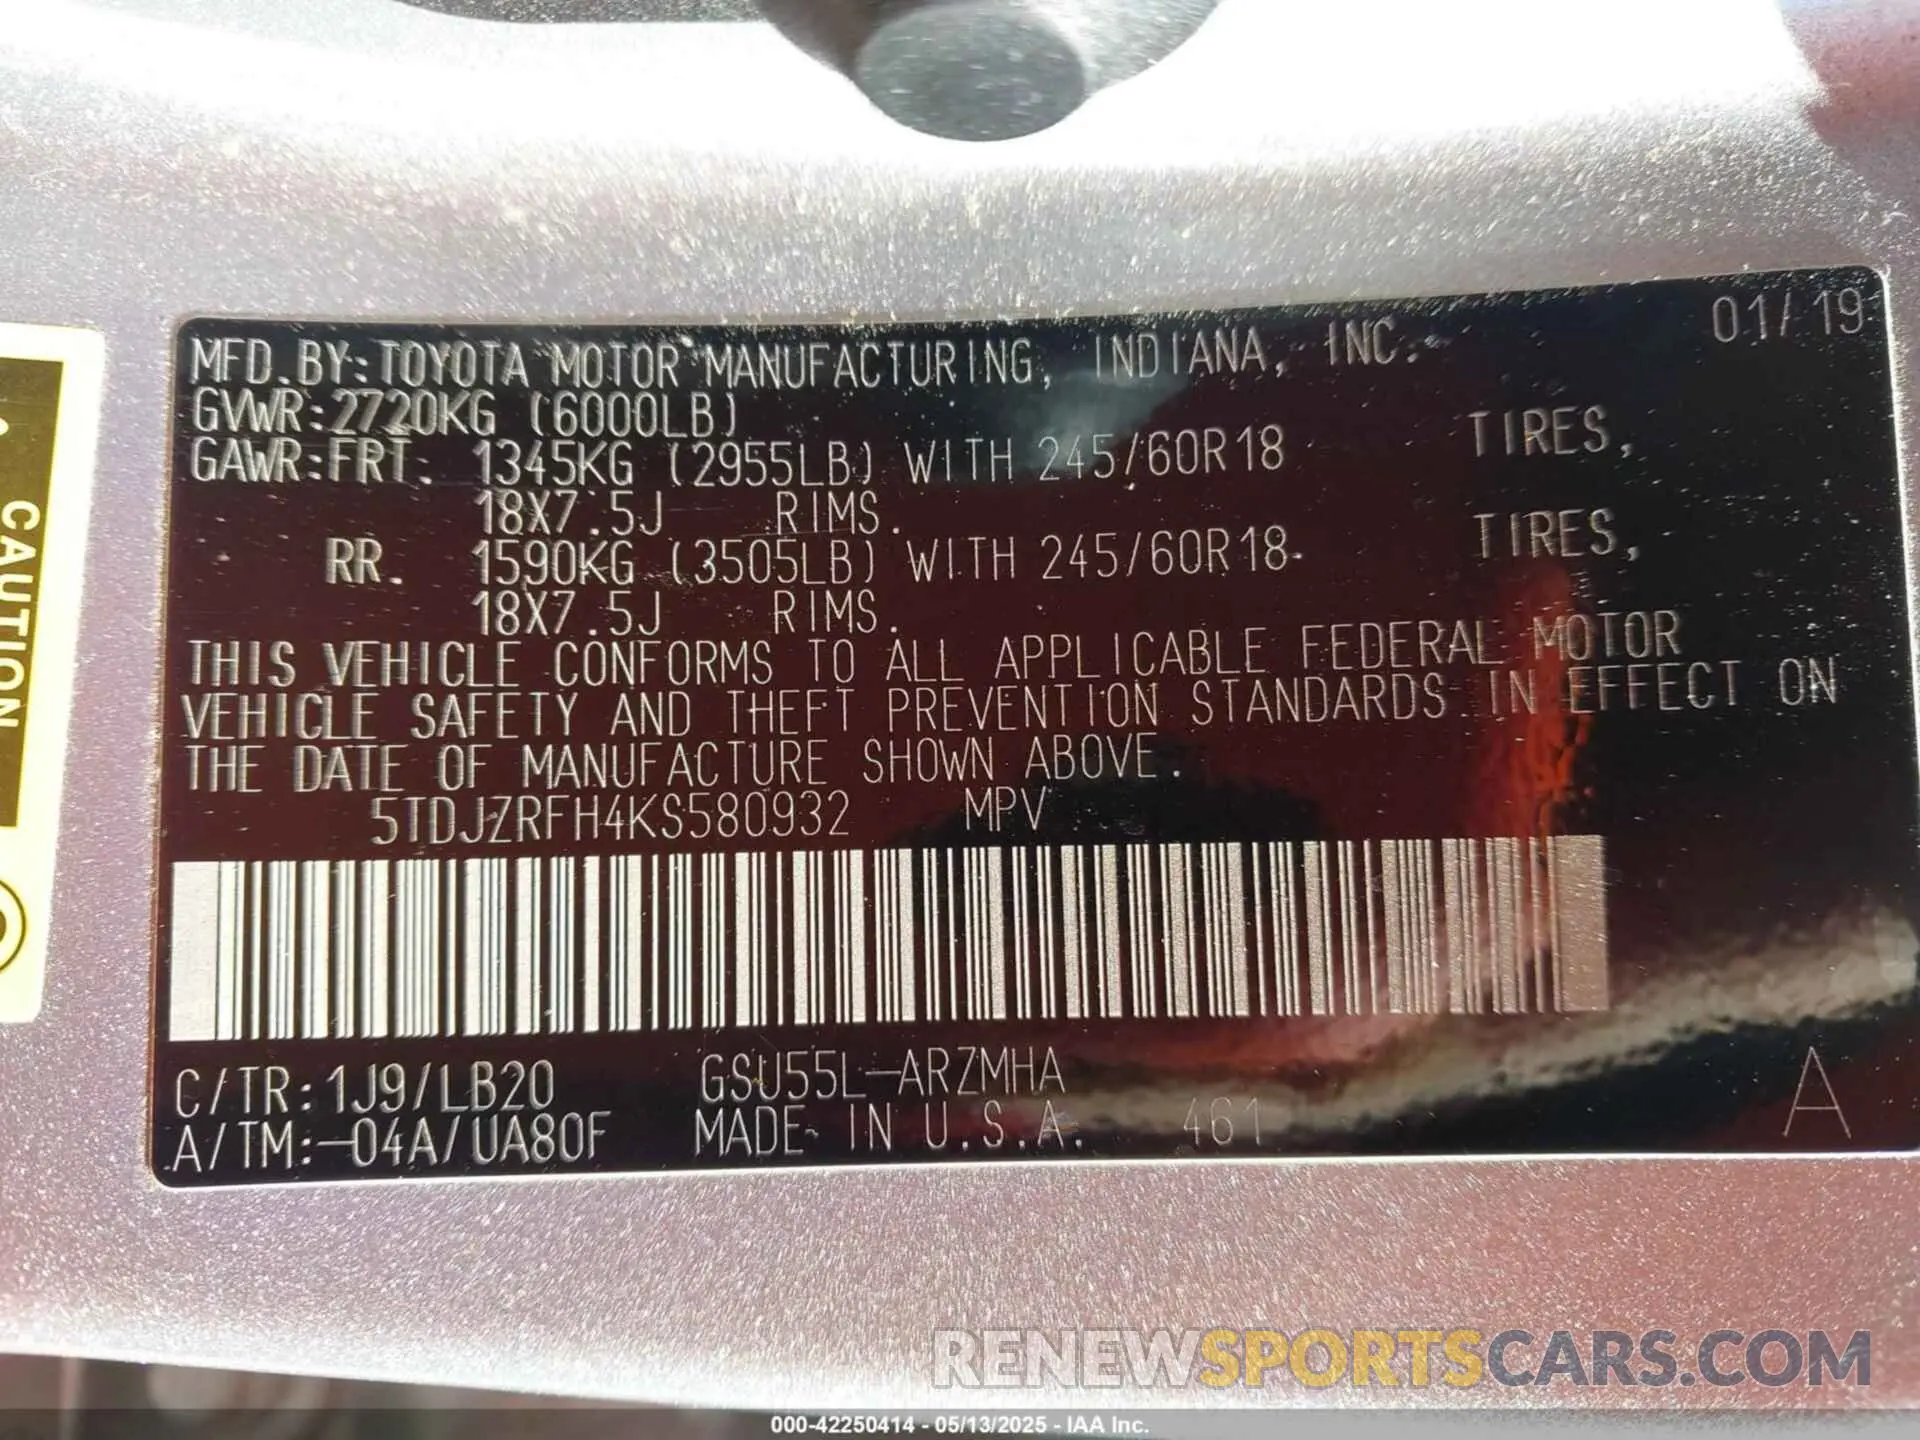 01/19
MFD. BY: TOYOTA MOTOR MANUFACTURING, INDIANA, INC.
GVWR: 2720KG (6000LB)
GAWR: FRT. 1345KG (2955LB) WITH 245/60R18 TIRES,
18X7.5J RIMS.
RR. 1590KG (3505LB) WITH 245/60R18 TIRES,
18X7.5J RIMS.
THIS VEHICLE CONFORMS TO ALL APPLICABLE FEDERAL MOTOR
VEHICLE SAFETY AND THEFT PREVENTION STANDARDS IN EFFECT ON
THE DATE OF MANUFACTURE SHOWN ABOVE.
5TDJZRFH4KS580932 MPV
C/TR: 1J9/LB20 GSU55L-ARZMHA
A/TM: -04A/UA80F MADE IN U.S.A. 461 A
CAUTION
RENEWSPORTSCARS.COM
000-42250414 - 05/13/2025 - IAA Inc.